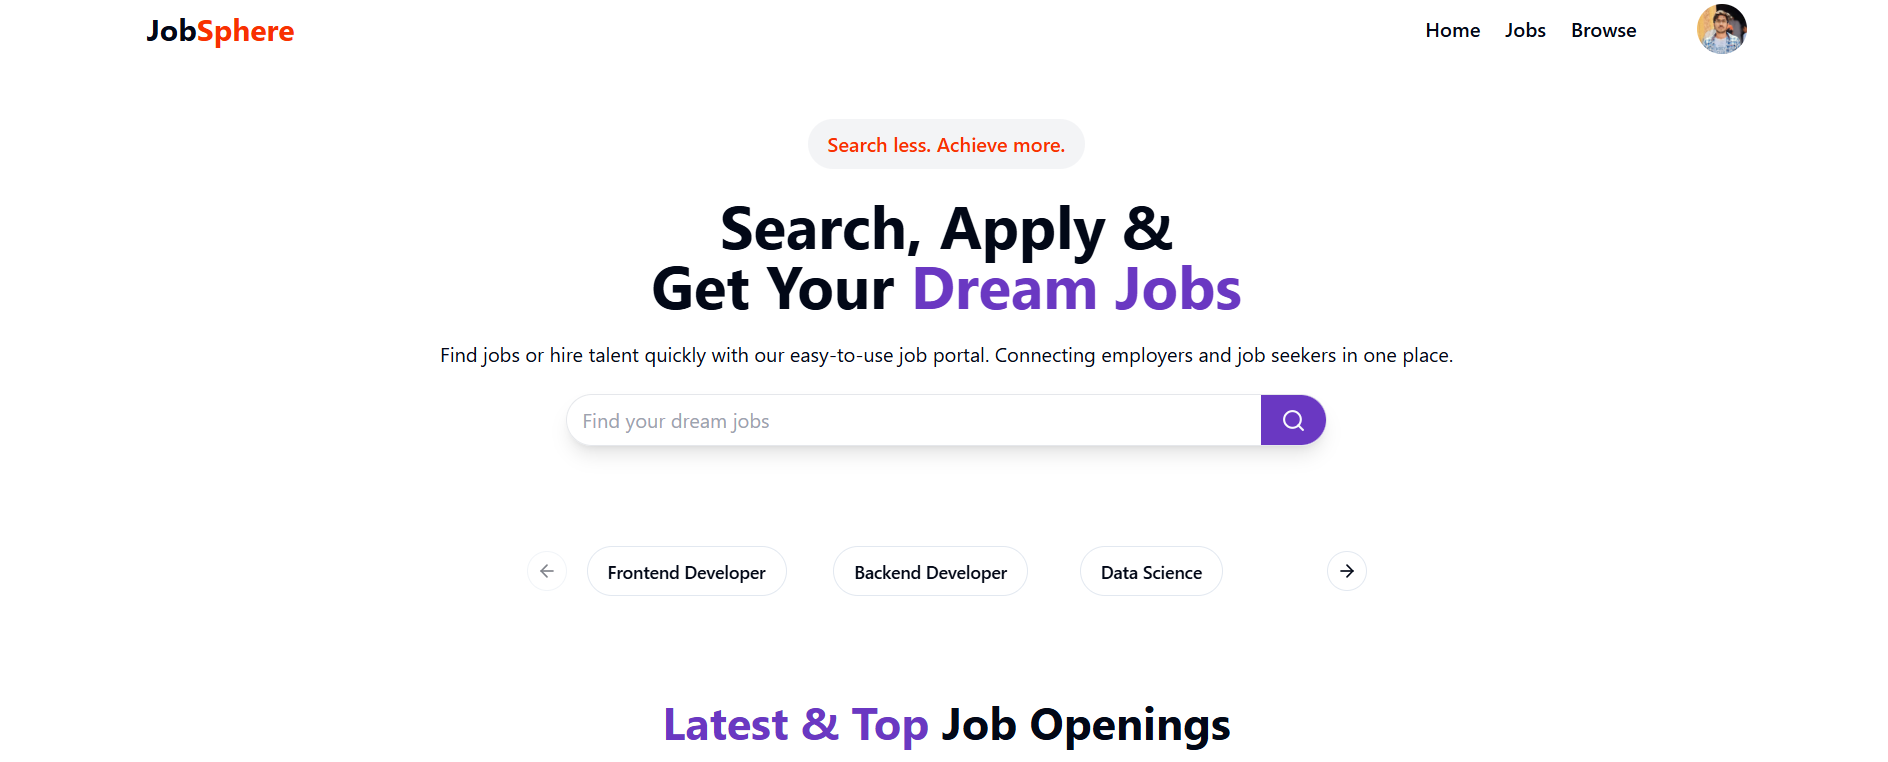 JobSphere
Home Jobs Browse
Search less. Achieve more.
Search, Apply &
Get Your Dream Jobs
Find jobs or hire talent quickly with our easy-to-use job portal. Connecting employers and job seekers in one place.
Find your dream jobs
Frontend Developer Backend Developer Data Science
Latest & Top Job Openings